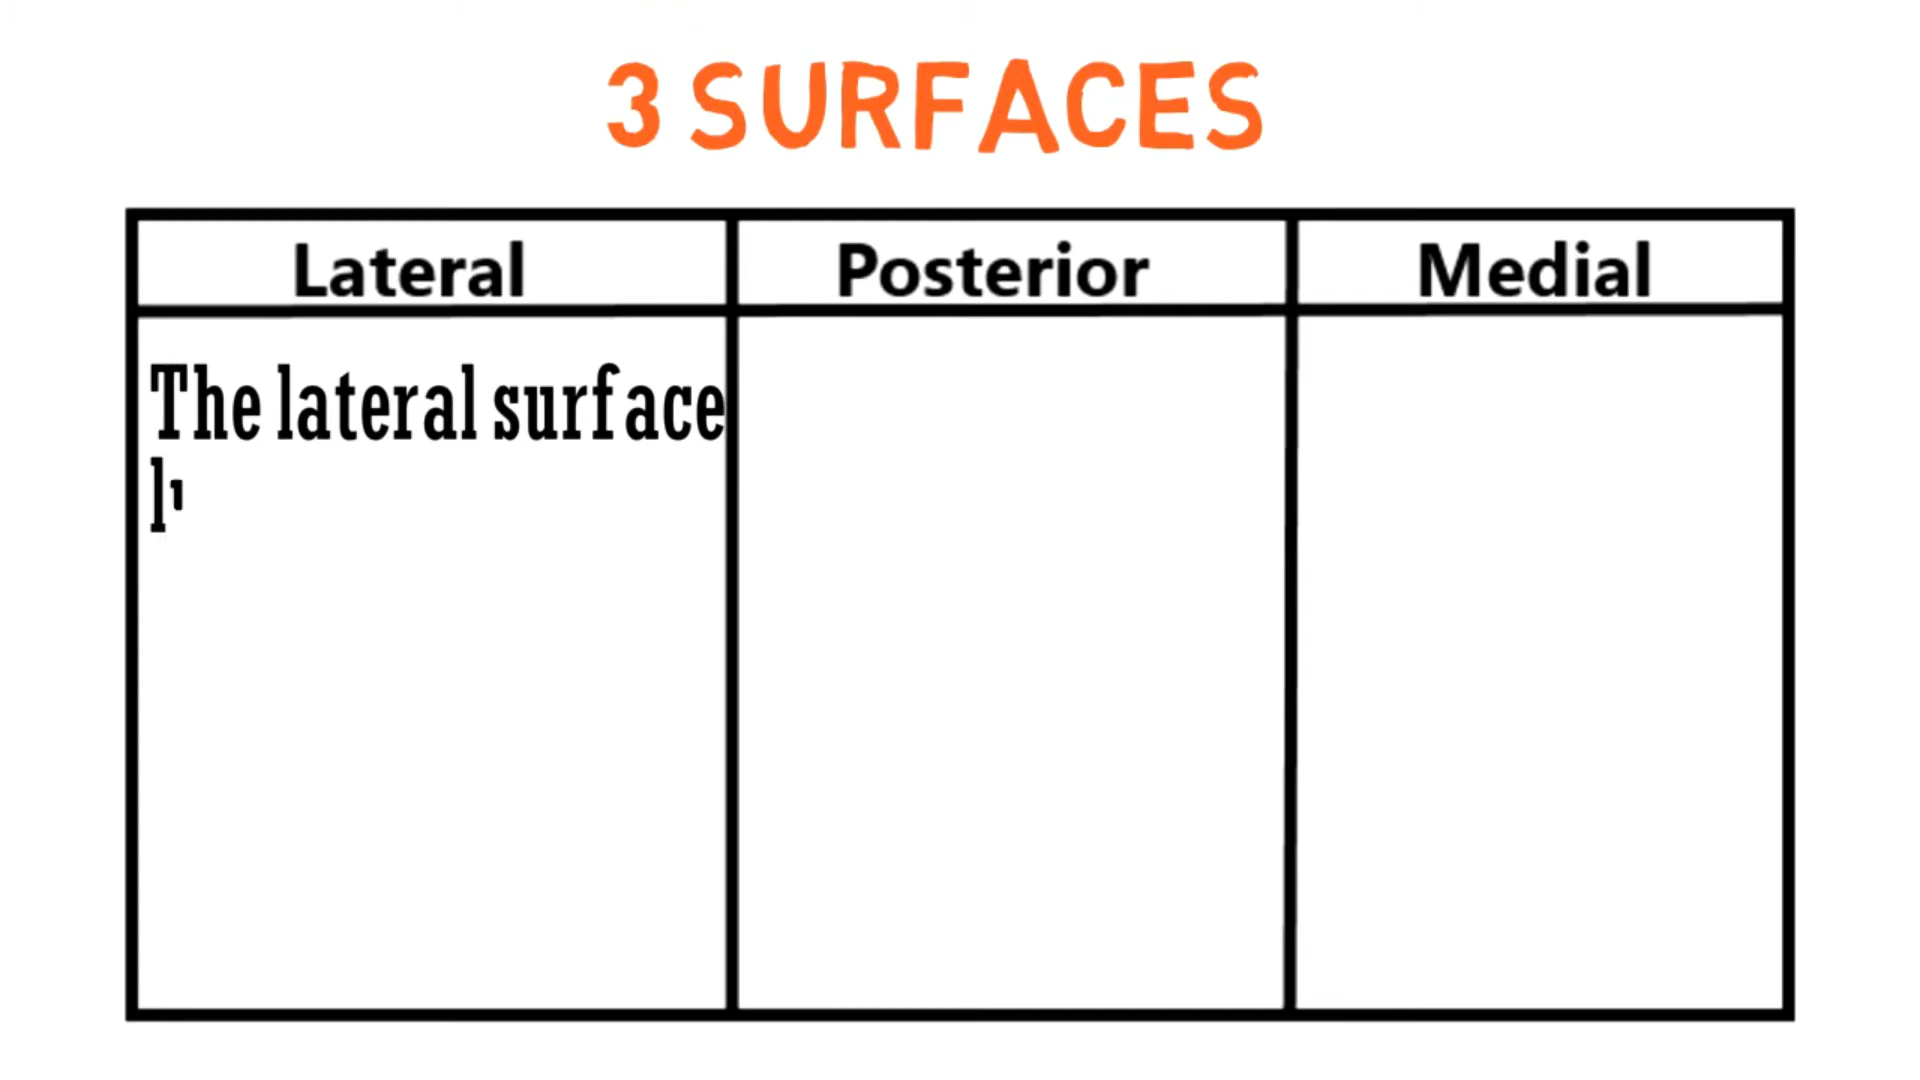 3 SURFACES
Lateral
Posterior
Medial
The lateral surface